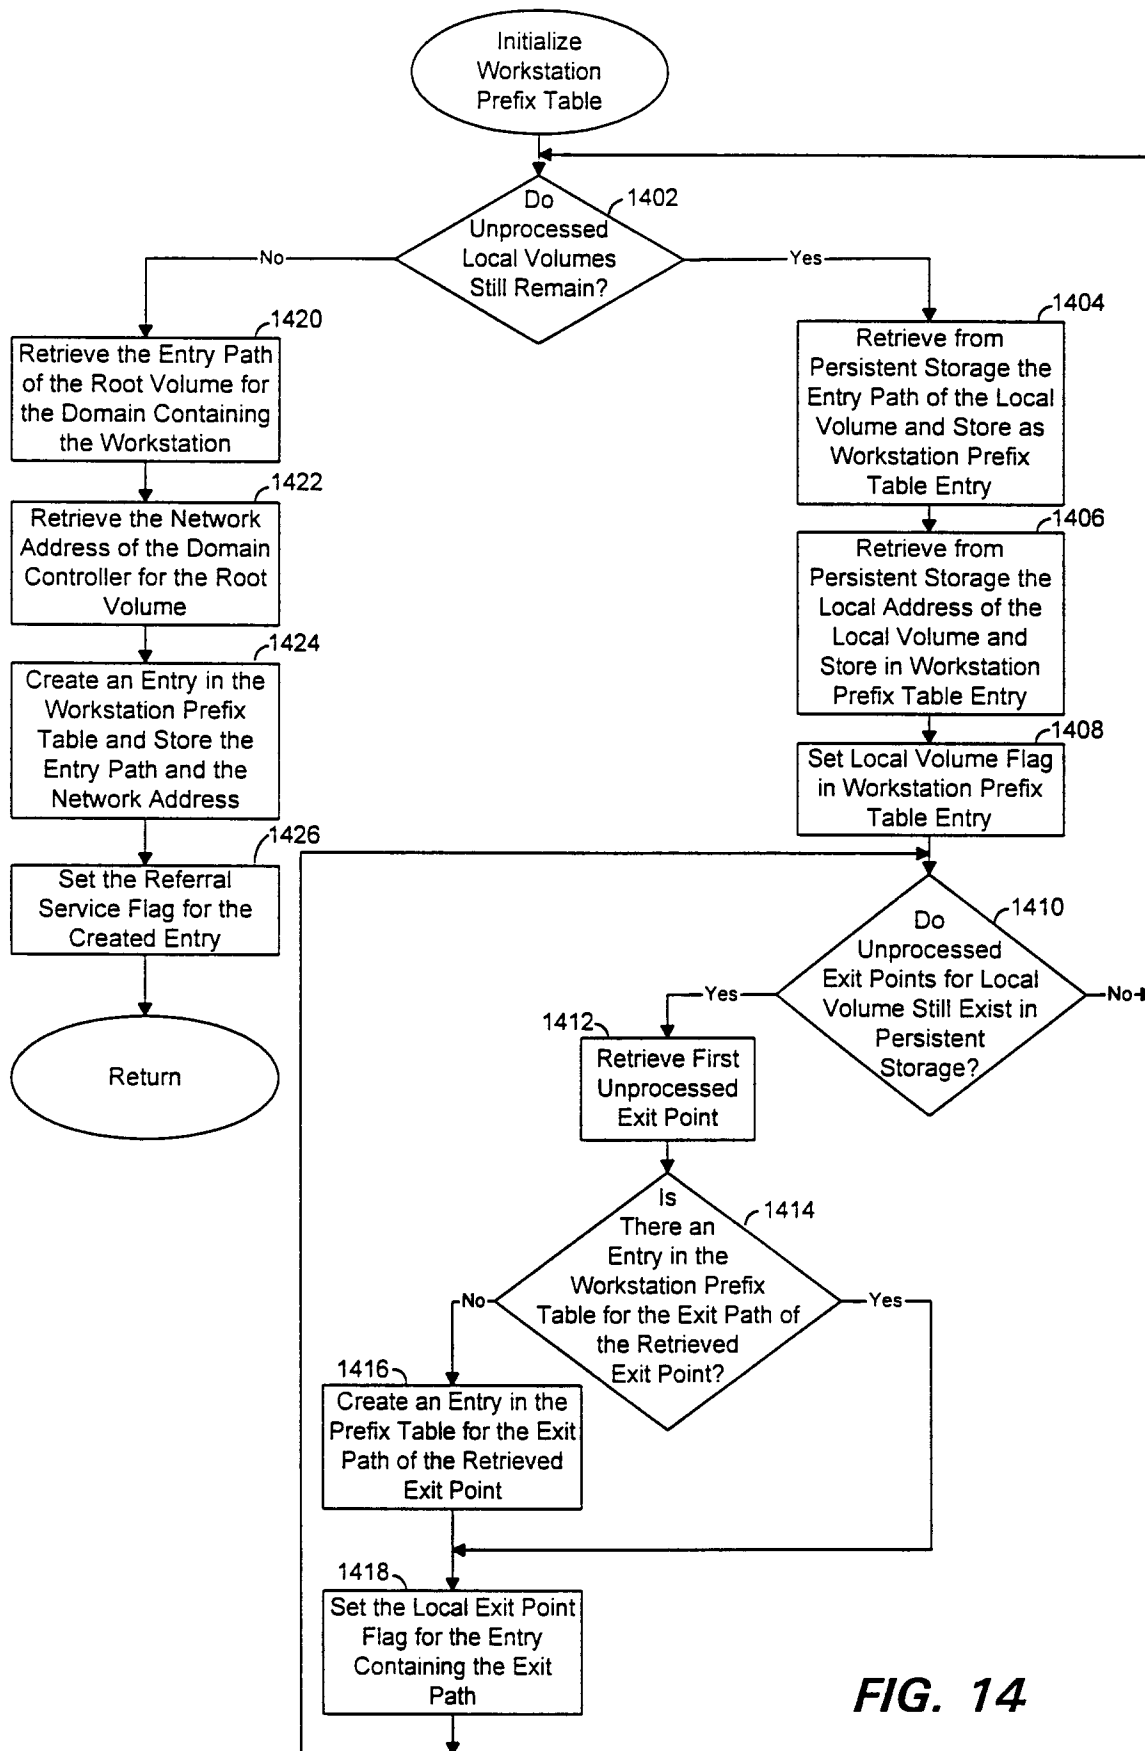 Initialize
Workstation
Prefix Table
Do
Unprocessed
Local Volumes
Still Remain?
1402
No
Yes
1420
Retrieve the Entry Path
of the Root Volume for
the Domain Containing
the Workstation
1422
Retrieve the Network
Address of the Domain
Controller for the Root
Volume
1424
Create an Entry in the
Workstation Prefix
Table and Store the
Entry Path and the
Network Address
1426
Set the Referral
Service Flag for the
Created Entry
Return
1404
Retrieve from
Persistent Storage the
Entry Path of the Local
Volume and Store as
Workstation Prefix
Table Entry
1406
Retrieve from
Persistent Storage the
Local Address of the
Local Volume and
Store in Workstation
Prefix Table Entry
1408
Set Local Volume Flag
in Workstation Prefix
Table Entry
1410
Do
Unprocessed
Exit Points for Local
Volume Still Exist in
Persistent
Storage?
Yes
No
1412
Retrieve First
Unprocessed
Exit Point
1414
Is
There an
Entry in the
Workstation Prefix
Table for the Exit Path of
the Retrieved
Exit Point?
No
Yes
1416
Create an Entry in the
Prefix Table for the Exit
Path of the Retrieved
Exit Point
1418
Set the Local Exit Point
Flag for the Entry
Containing the Exit
Path
FIG. 14